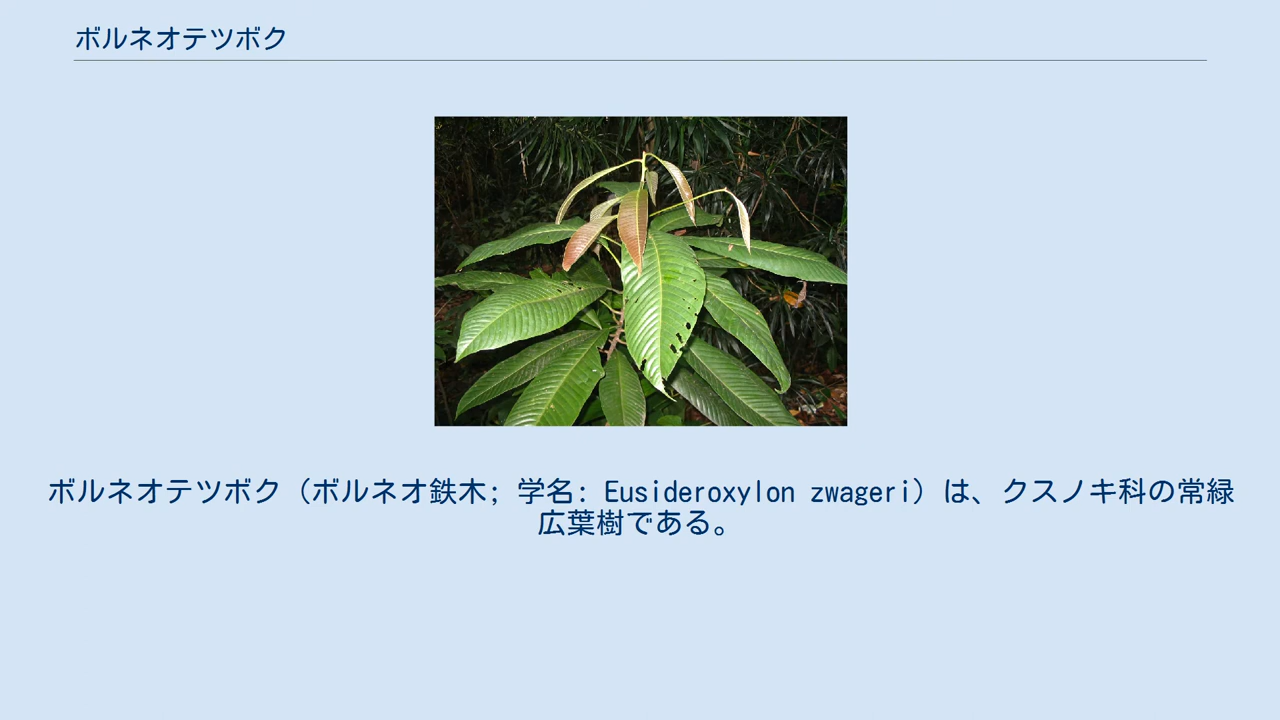 ボルネオテツボク
ボルネオテツボク（ボルネオ鉄木; 学名: Eusideroxylon zwageri）は、クスノキ科の常緑
広葉樹である。